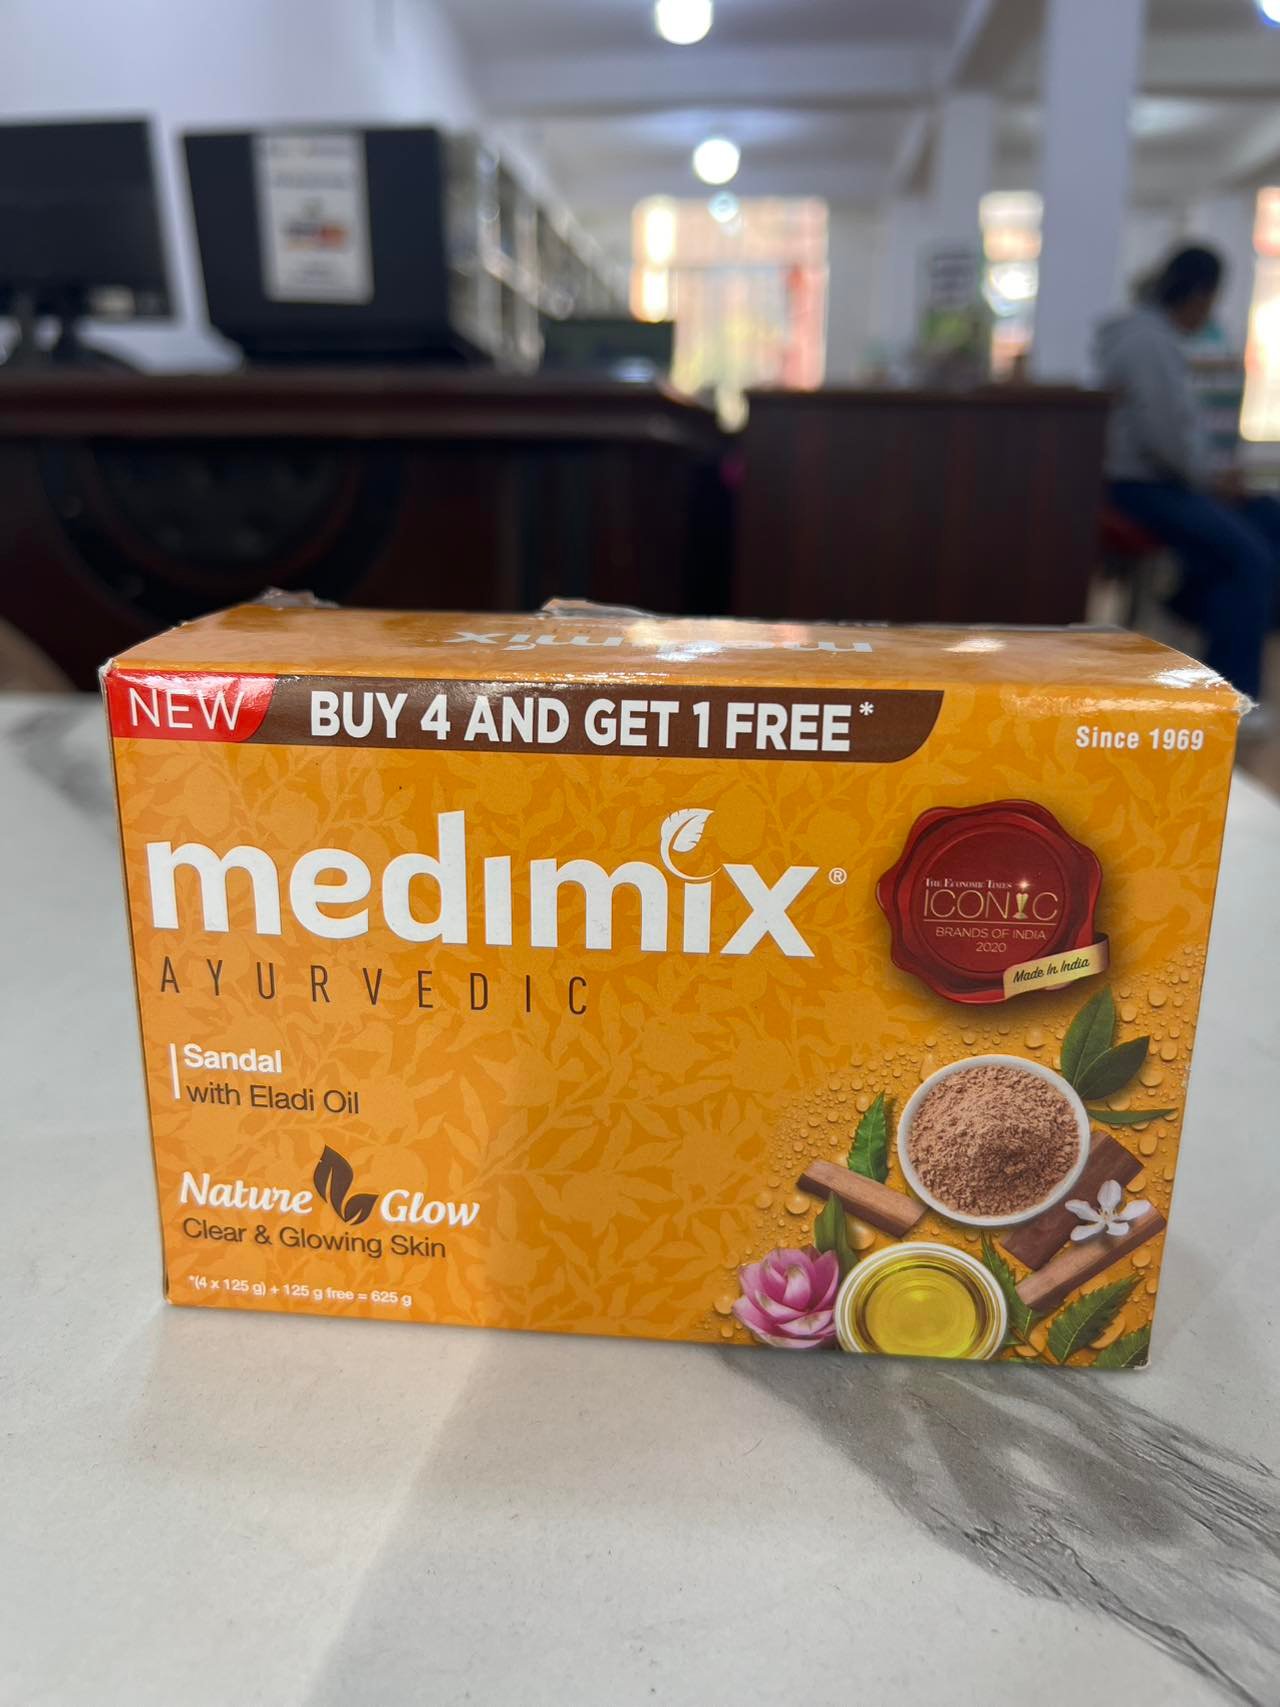 medimix
NEW
BUY 4 AND GET 1 FREE*
Since 1969
medimix®
AYURVEDIC
THE ECONOMIC TIMES
ICONIC
BRANDS OF INDIA
2020
Made In India
Sandal
with Eladi Oil
Nature Glow
Clear & Glowing Skin
*(4 x 125 g) + 125 g free = 625 g